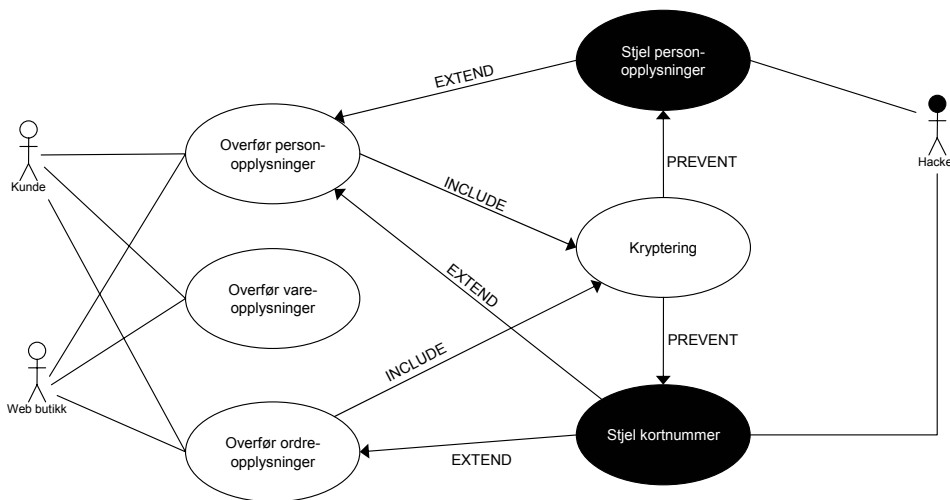 Stjel person-
opplysninger
EXTEND
Overfør person-
opplysninger
Kunde
PREVENT
Hacke
INCLUDE
Kryptering
EXTEND
Overfør vare-
opplysninger
PREVENT
INCLUDE
Web butikk
Overfør ordre-
opplysninger
Stjel kortnummer
EXTEND